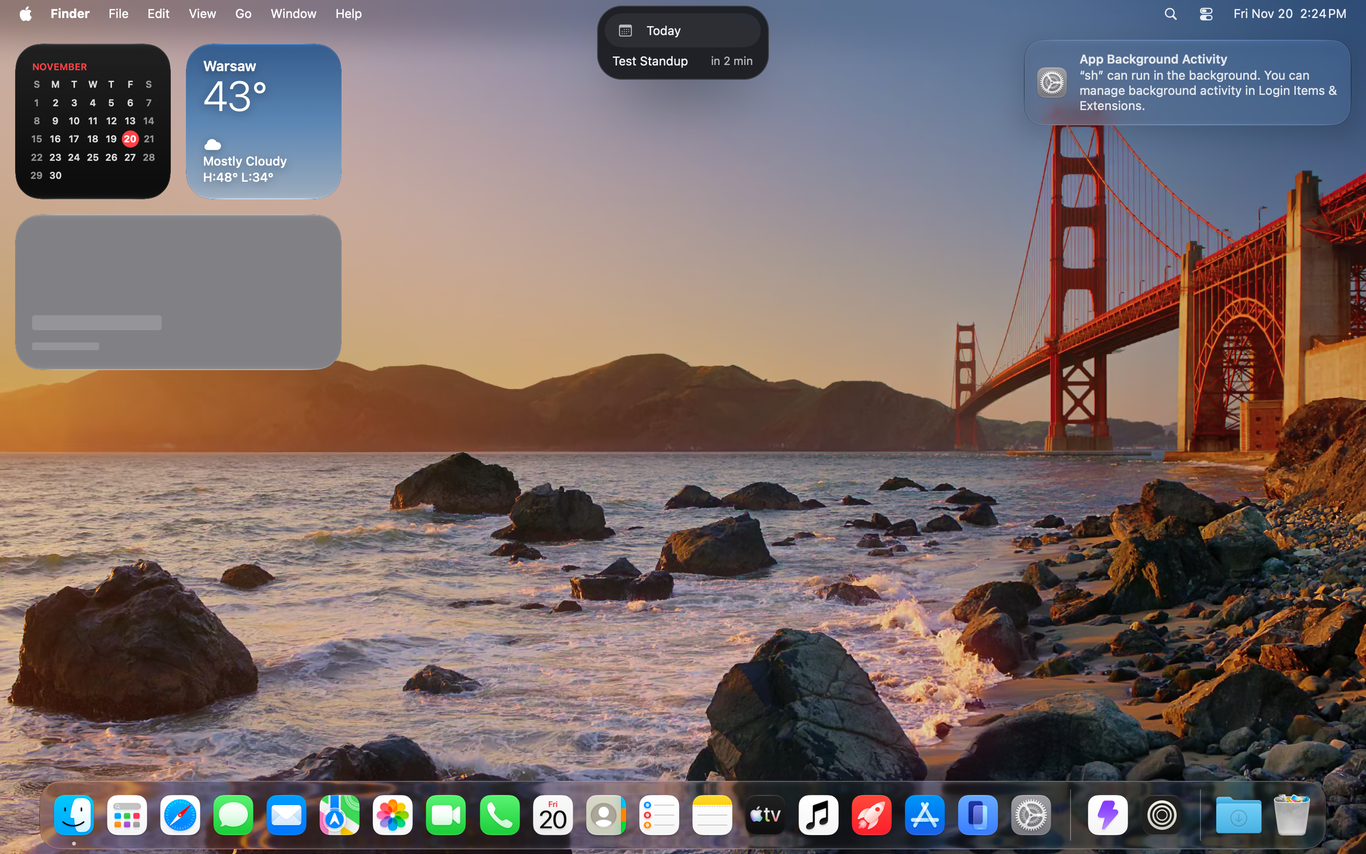 Finder File Edit View Go Window Help
Fri Nov 20 2:24 PM
Today
Test Standup in 2 min
App Background Activity
“sh” can run in the background. You can
manage background activity in Login Items &
Extensions.
NOVEMBER
S M T W T F S
1 2 3 4 5 6 7
8 9 10 11 12 13 14
15 16 17 18 19 20 21
22 23 24 25 26 27 28
29 30
Warsaw
43°
Mostly Cloudy
H:48° L:34°
Fri
20
tv